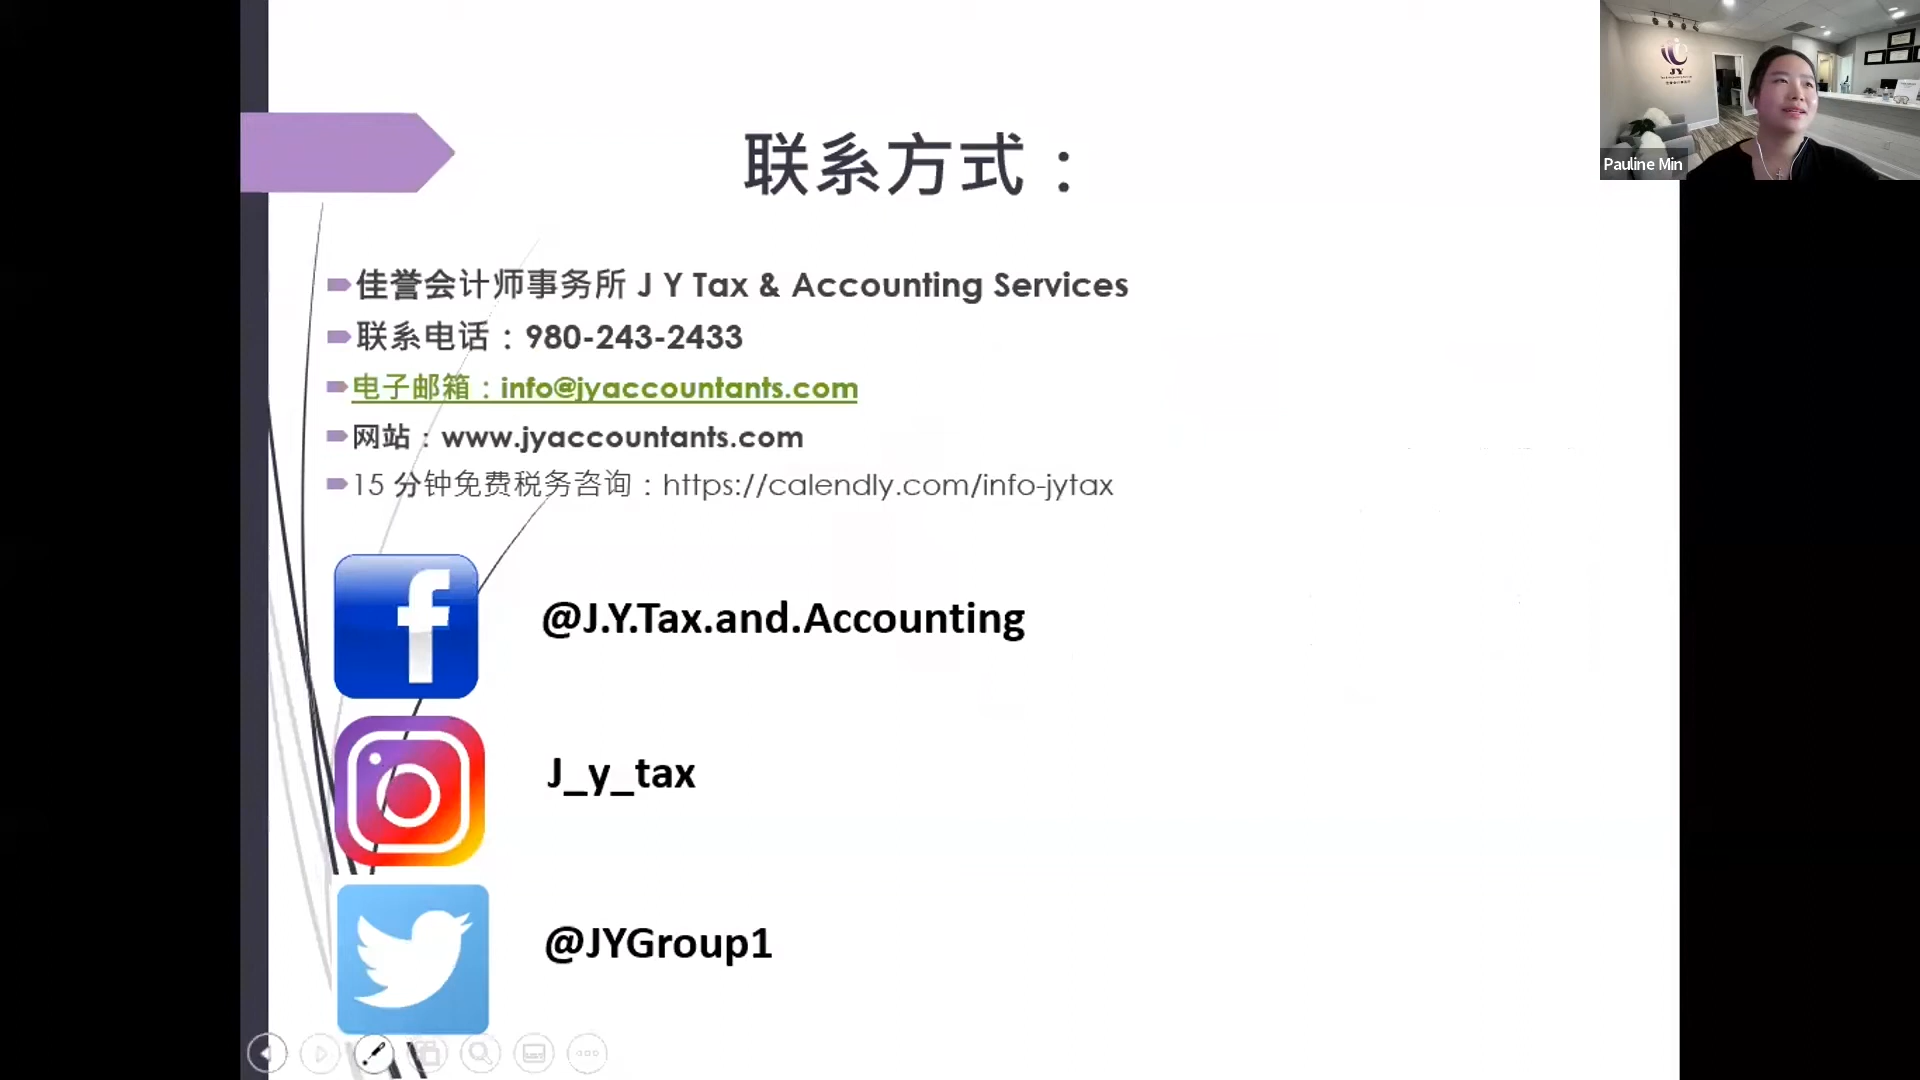 联系方式：
佳誉会计师事务所 J Y Tax & Accounting Services
联系电话：980-243-2433
电子邮箱：info@jyaccountants.com
网站：www.jyaccountants.com
15 分钟免费税务咨询：https://calendly.com/info-jytax
@J.Y.Tax.and.Accounting
J_y_tax
@JYGroup1
JY
Pauline Min